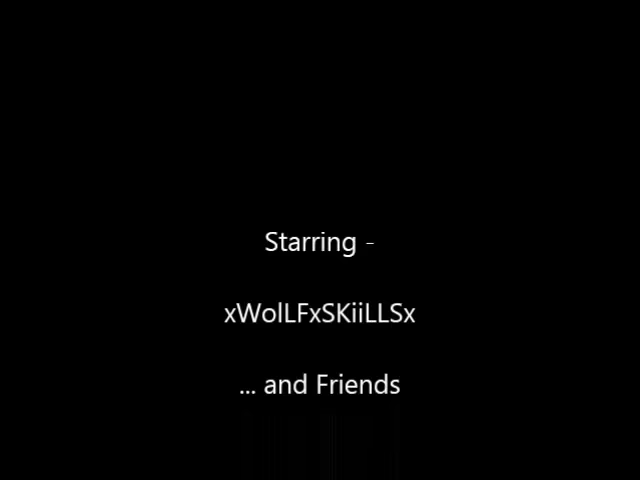 Starring -
xWolLFxSKiiLLSx
... and Friends